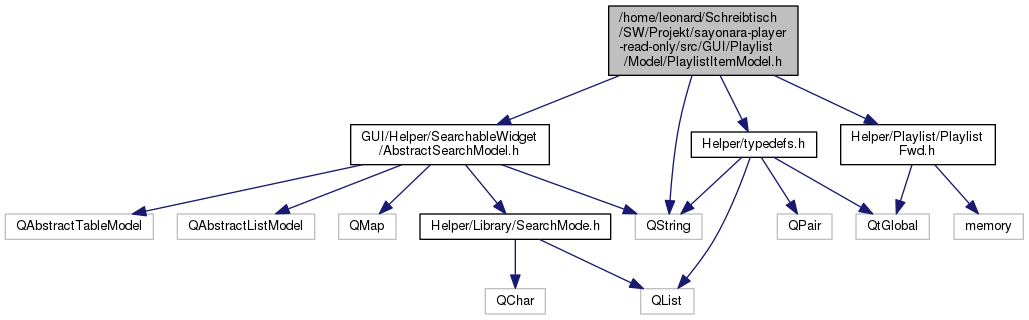 /home/leonard/Schreibtisch
/SW/Projekt/sayonara-player
-read-only/src/GUI/Playlist
/Model/PlaylistItemModel.h
GUI/Helper/SearchableWidget
/AbstractSearchModel.h
Helper/typedefs.h
Helper/Playlist/Playlist
Fwd.h
QAbstractTableModel
QAbstractListModel
QMap
Helper/Library/SearchMode.h
QString
QPair
QtGlobal
memory
QChar
QList